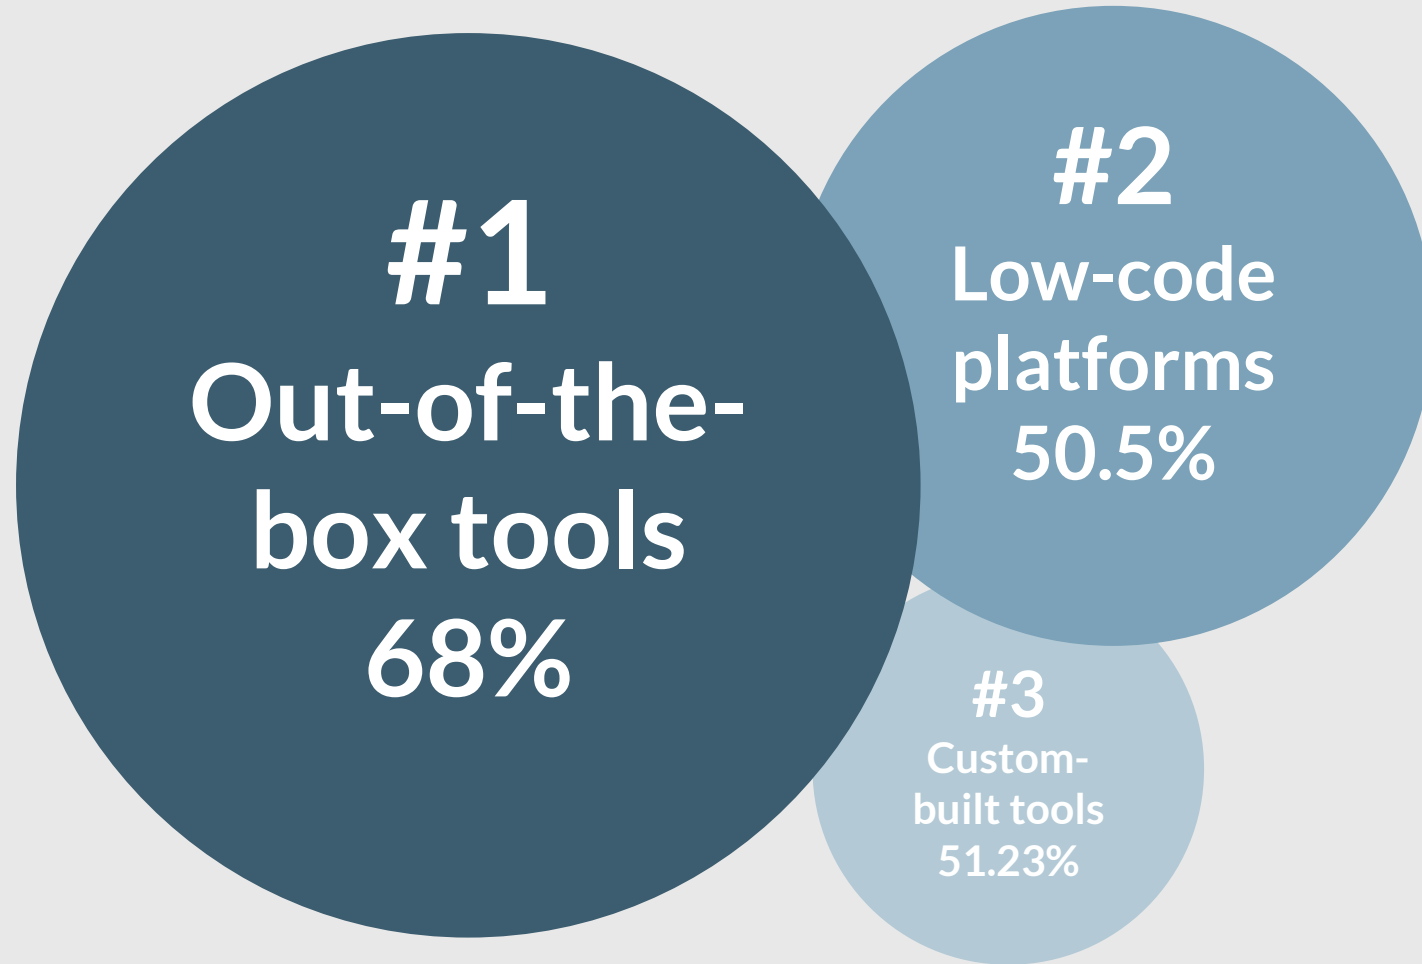 #1
Out-of-the-
box tools
68%
#2
Low-code
platforms
50.5%
#3
Custom-
built tools
51.23%